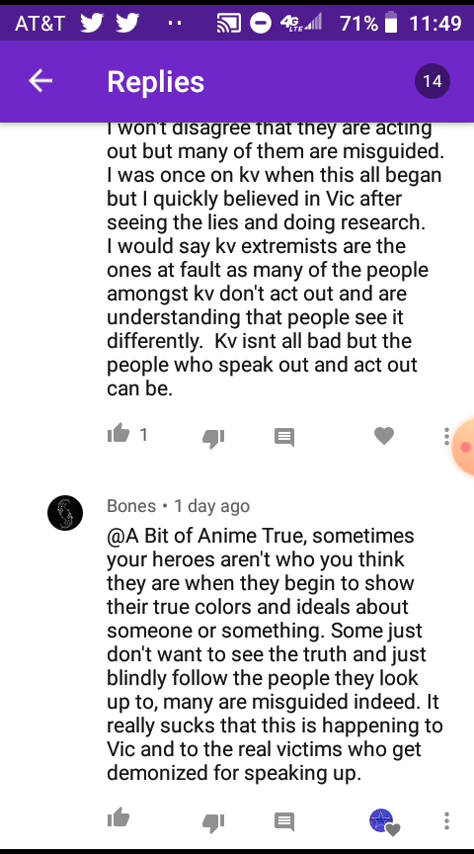 AT&T 4G LTE 71% 11:49
Replies 14
I won't disagree that they are acting
out but many of them are misguided.
I was once on kv when this all began
but I quickly believed in Vic after
seeing the lies and doing research.
I would say kv extremists are the
ones at fault as many of the people
amongst kv don't act out and are
understanding that people see it
differently.  Kv isnt all bad but the
people who speak out and act out
can be.
1
Bones • 1 day ago
@A Bit of Anime True, sometimes
your heroes aren't who you think
they are when they begin to show
their true colors and ideals about
someone or something. Some just
don't want to see the truth and just
blindly follow the people they look
up to, many are misguided indeed. It
really sucks that this is happening to
Vic and to the real victims who get
demonized for speaking up.